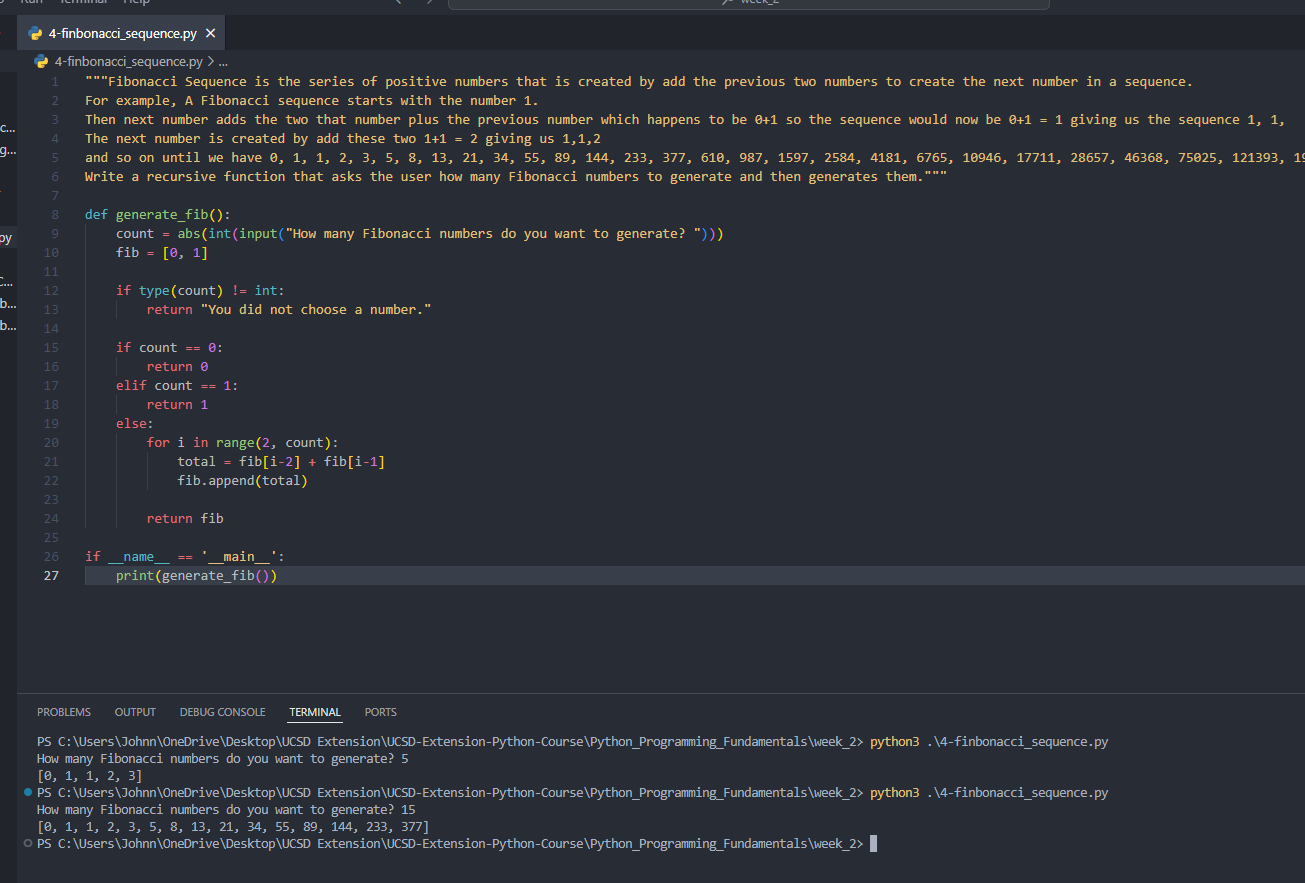 Run Terminal Help
week_2
4-finbonacci_sequence.py
4-finbonacci_sequence.py > ...
1 """Fibonacci Sequence is the series of positive numbers that is created by add the previous two numbers to create the next number in a sequence.
2 For example, A Fibonacci sequence starts with the number 1.
3 Then next number adds the two that number plus the previous number which happens to be 0+1 so the sequence would now be 0+1 = 1 giving us the sequence 1, 1,
4 The next number is created by add these two 1+1 = 2 giving us 1,1,2
5 and so on until we have 0, 1, 1, 2, 3, 5, 8, 13, 21, 34, 55, 89, 144, 233, 377, 610, 987, 1597, 2584, 4181, 6765, 10946, 17711, 28657, 46368, 75025, 121393, 19
6 Write a recursive function that asks the user how many Fibonacci numbers to generate and then generates them."""
7
8 def generate_fib():
9     count = abs(int(input("How many Fibonacci numbers do you want to generate? ")))
10     fib = [0, 1]
11
12     if type(count) != int:
13         return "You did not choose a number."
14
15     if count == 0:
16         return 0
17     elif count == 1:
18         return 1
19     else:
20         for i in range(2, count):
21             total = fib[i-2] + fib[i-1]
22             fib.append(total)
23
24         return fib
25
26 if __name__ == '__main__':
27     print(generate_fib())
c...
g...
py
c...
b...
b...
PROBLEMS OUTPUT DEBUG CONSOLE TERMINAL PORTS
PS C:\Users\Johnn\OneDrive\Desktop\UCSD Extension\UCSD-Extension-Python-Course\Python_Programming_Fundamentals\week_2> python3 .\4-finbonacci_sequence.py
How many Fibonacci numbers do you want to generate? 5
[0, 1, 1, 2, 3]
PS C:\Users\Johnn\OneDrive\Desktop\UCSD Extension\UCSD-Extension-Python-Course\Python_Programming_Fundamentals\week_2> python3 .\4-finbonacci_sequence.py
How many Fibonacci numbers do you want to generate? 15
[0, 1, 1, 2, 3, 5, 8, 13, 21, 34, 55, 89, 144, 233, 377]
PS C:\Users\Johnn\OneDrive\Desktop\UCSD Extension\UCSD-Extension-Python-Course\Python_Programming_Fundamentals\week_2>